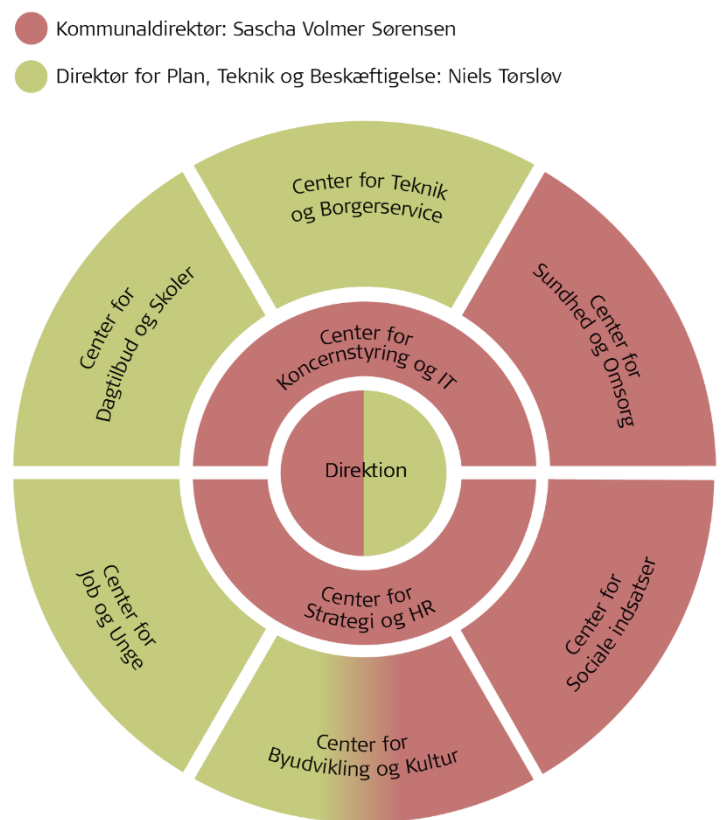 Kommunaldirektør: Sascha Volmer Sørensen
Direktør for Plan, Teknik og Beskæftigelse: Niels Tørsløv
Center for Teknik
og Borgerservice
Center for
Dagtilbud og Skoler
Center for
Sundhed og Omsorg
Center for
Koncernstyring og IT
Direktion
Center for
Strategi og HR
Center for
Job og Unge
Center for
Sociale indsatser
Center for
Byudvikling og Kultur